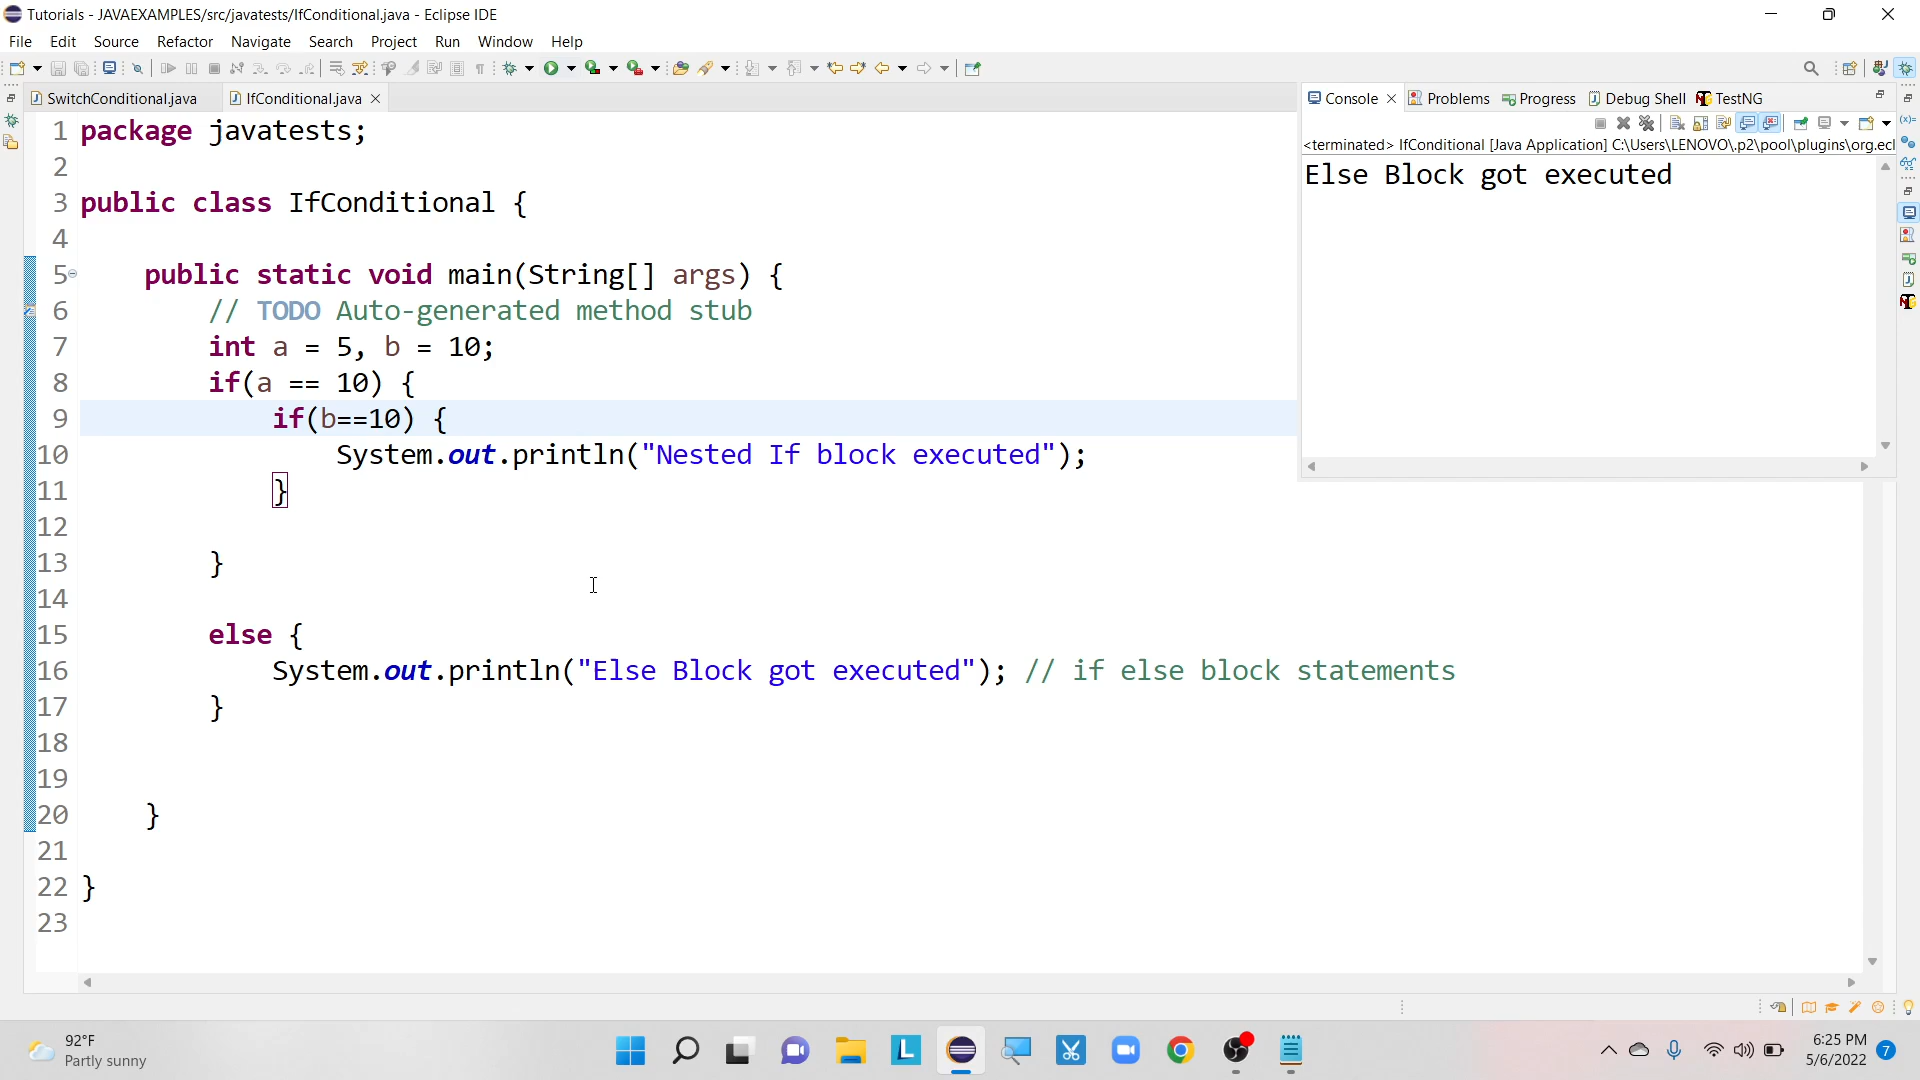 Tutorials - JAVAEXAMPLES/src/javatests/IfConditional.java - Eclipse IDE
File Edit Source Refactor Navigate Search Project Run Window Help
SwitchConditional.java IfConditional.java
Console Problems Progress Debug Shell TestNG
<terminated> IfConditional [Java Application] C:\Users\LENOVO\.p2\pool\plugins\org.ecl
Else Block got executed
1 package javatests;
2
3 public class IfConditional {
4
5 public static void main(String[] args) {
6 // TODO Auto-generated method stub
7 int a = 5, b = 10;
8 if(a == 10) {
9 if(b==10) {
10 System.out.println("Nested If block executed");
11 }
12
13 }
14
15 else {
16 System.out.println("Else Block got executed"); // if else block statements
17 }
18
19
20 }
21
22 }
23
92°F
Partly sunny
6:25 PM
5/6/2022 7